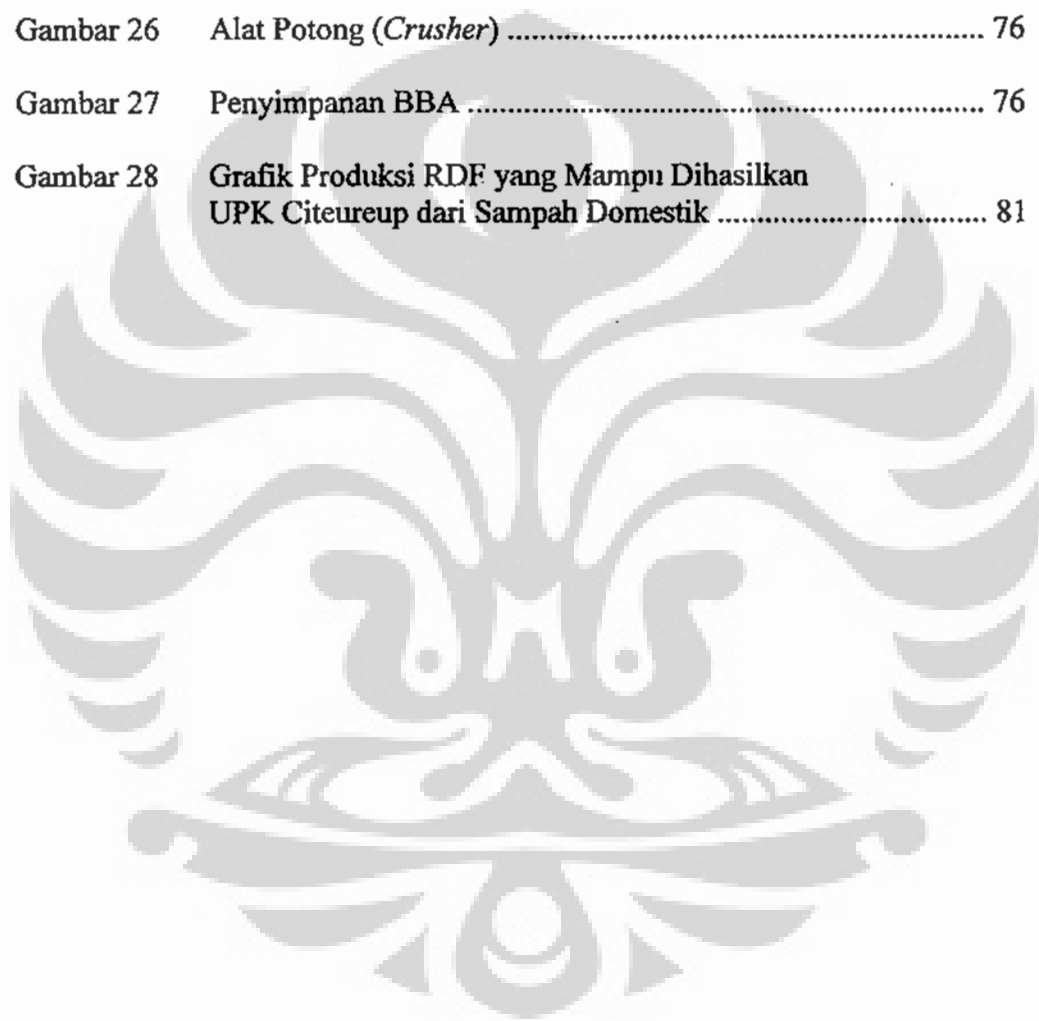 Gambar 26 Alat Potong (Crusher) ................................................................ 76
Gambar 27 Penyimpanan BBA ...................................................................... 76
Gambar 28 Grafik Produksi RDF yang Mampu Dihasilkan
UPK Citeureup dari Sampah Domestik .................................... 81